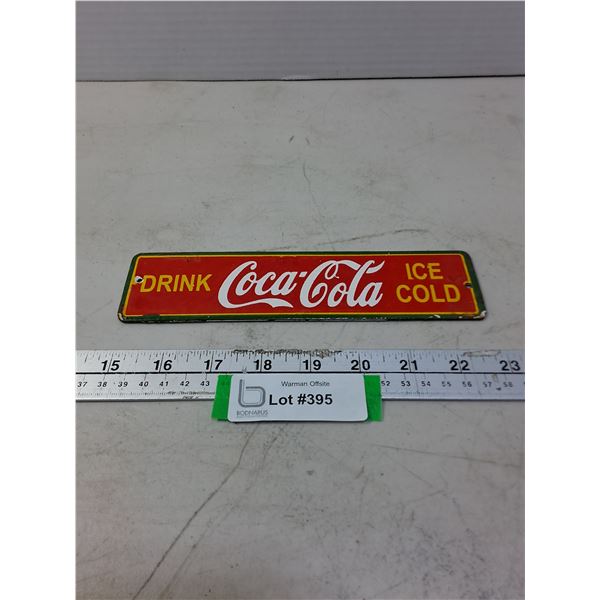 DRINK Coca-Cola ICE COLD
15 16 17 18 19 20 21 22 23
37 38 39 40 41 42 43 52 53 54 55 56 57 58
Warman Offsite
Lot #395
BODNARUS